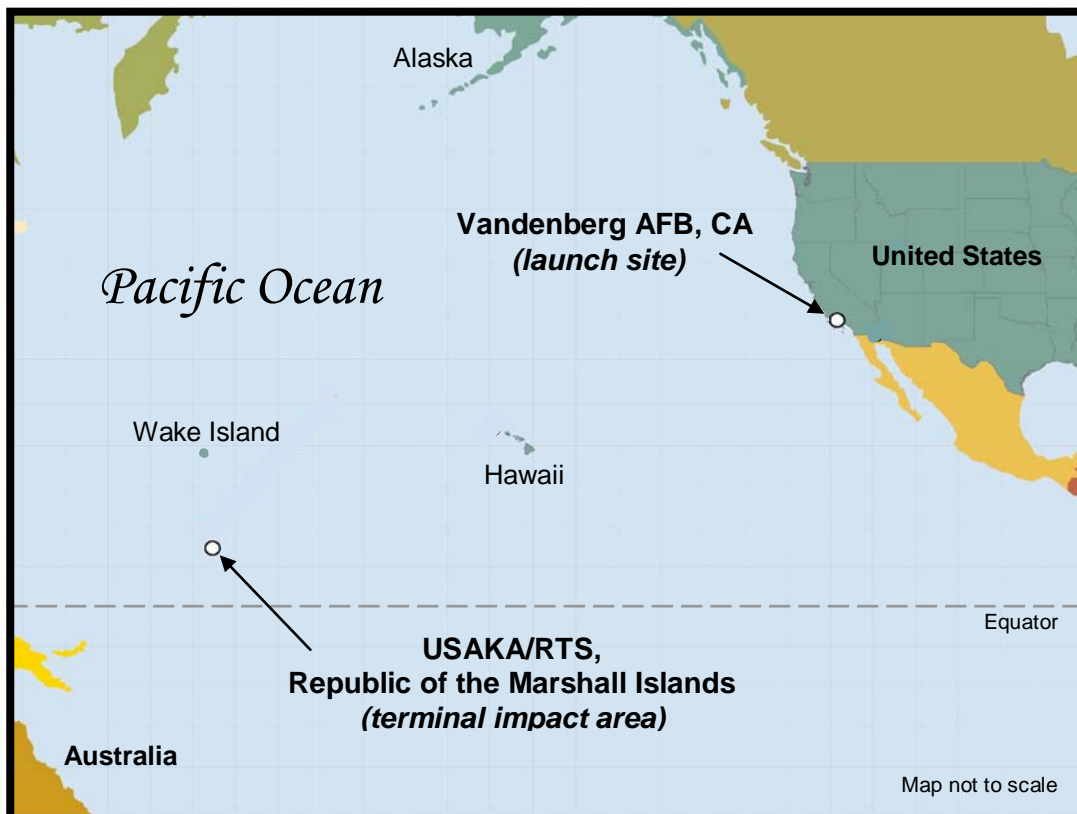 Alaska
Vandenberg AFB, CA
(launch site)
United States
Pacific Ocean
Wake Island
Hawaii
Equator
USAKA/RTS,
Republic of the Marshall Islands
(terminal impact area)
Australia
Map not to scale